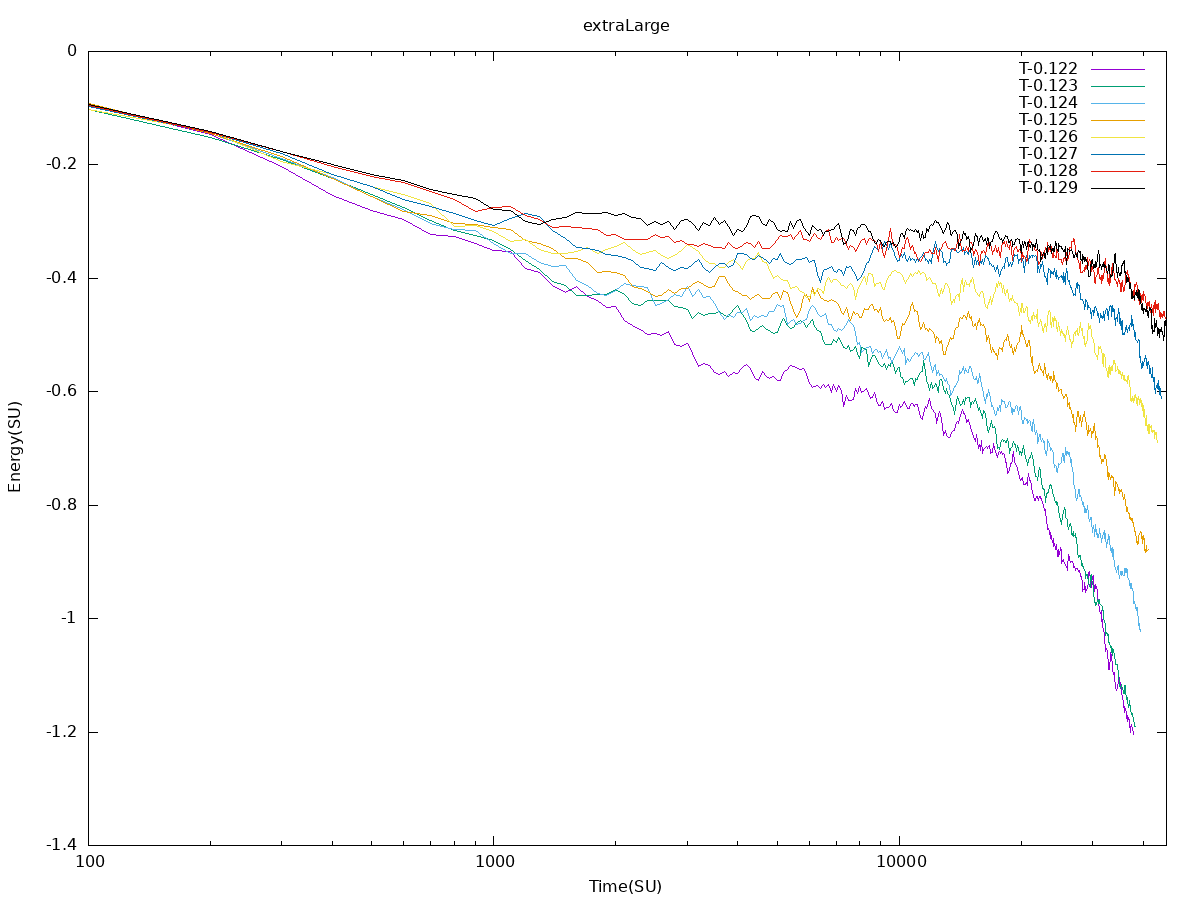 extraLarge
0
-0.2
-0.4
-0.6
-0.8
-1
-1.2
-1.4
Energy(SU)
T-0.122
T-0.123
T-0.124
T-0.125
T-0.126
T-0.127
T-0.128
T-0.129
100
1000
10000
Time(SU)